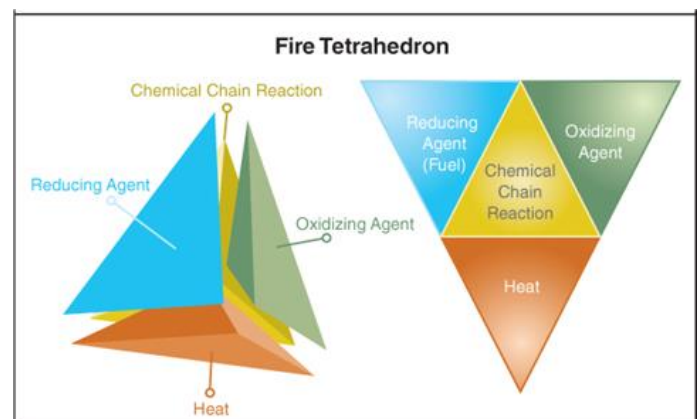 Fire Tetrahedron
Chemical Chain Reaction
Reducing Agent
Oxidizing Agent
Heat
Reducing
Agent
(Fuel)
Oxidizing
Agent
Chemical
Chain
Reaction
Heat